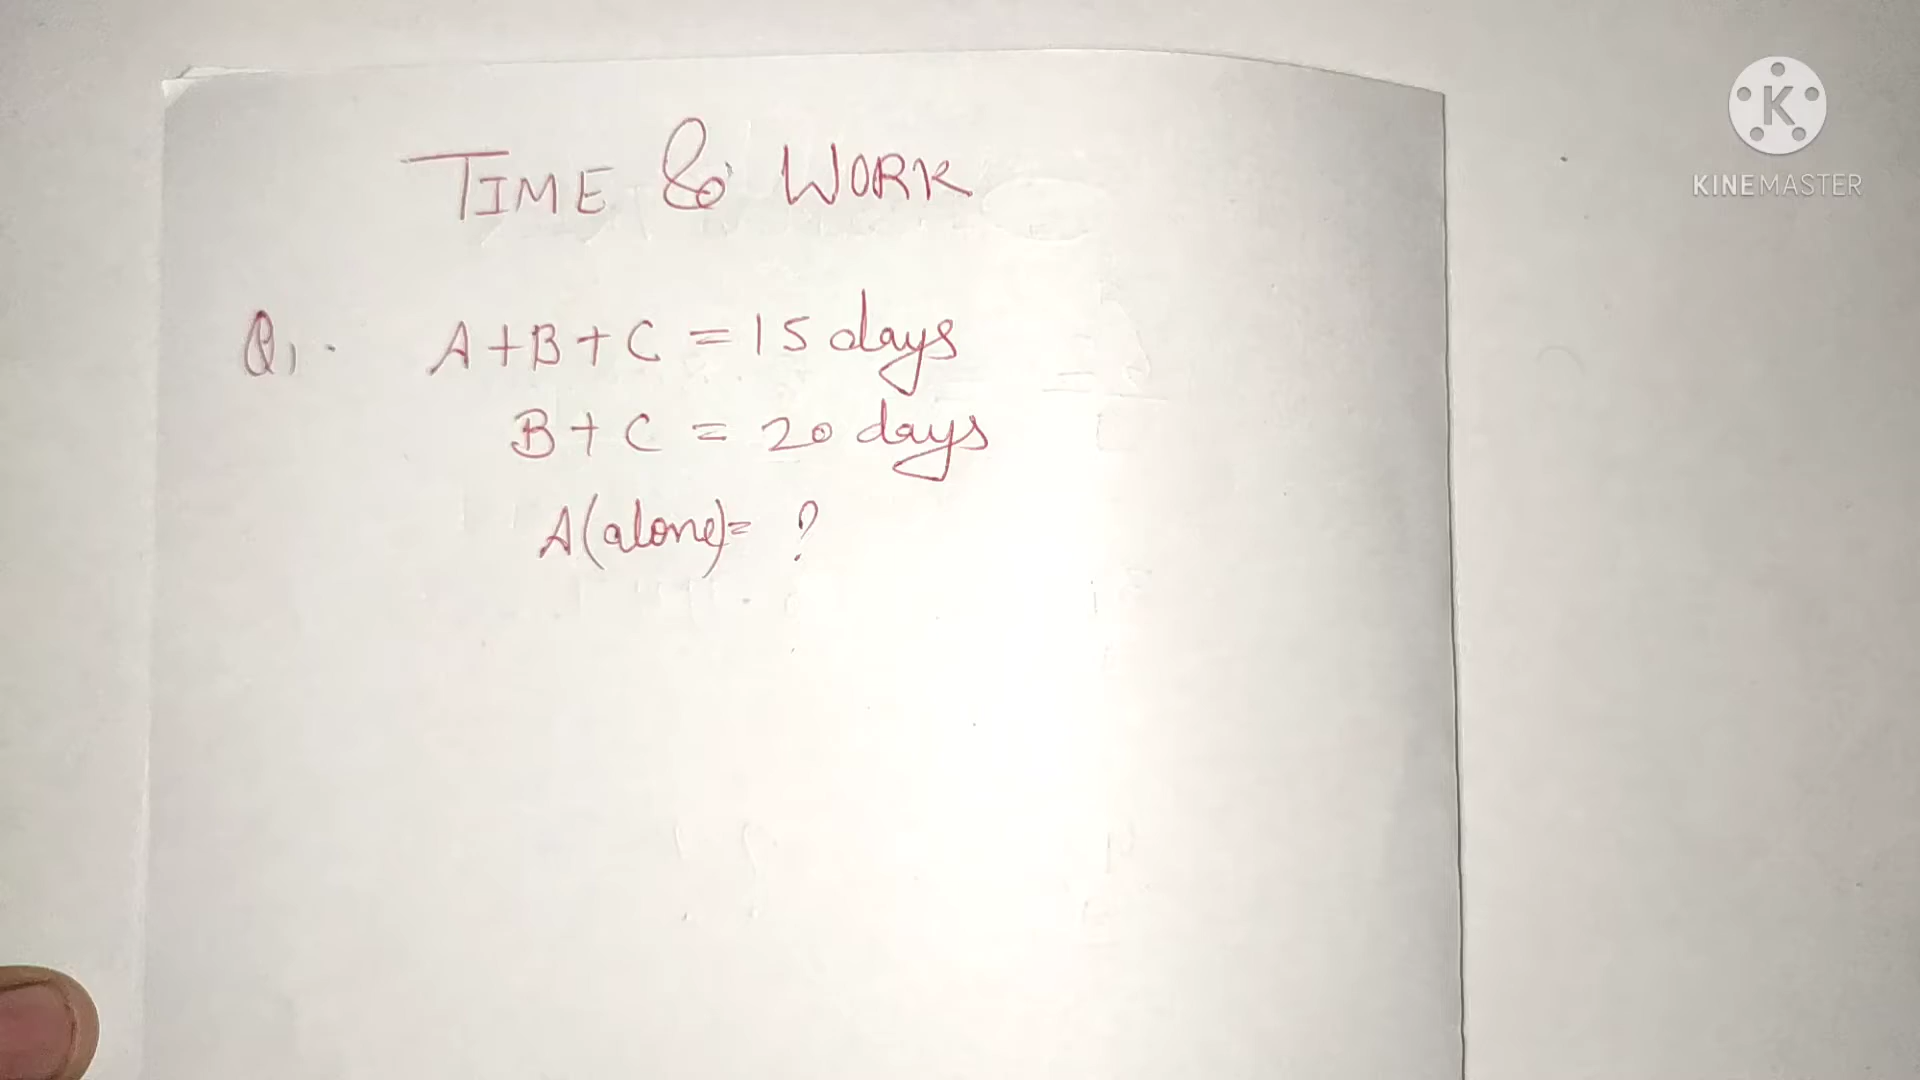 TIME & WORK
Q1. A+B+C = 15 days
B+C = 20 days
A(alone)= ?
K
KINEMASTER